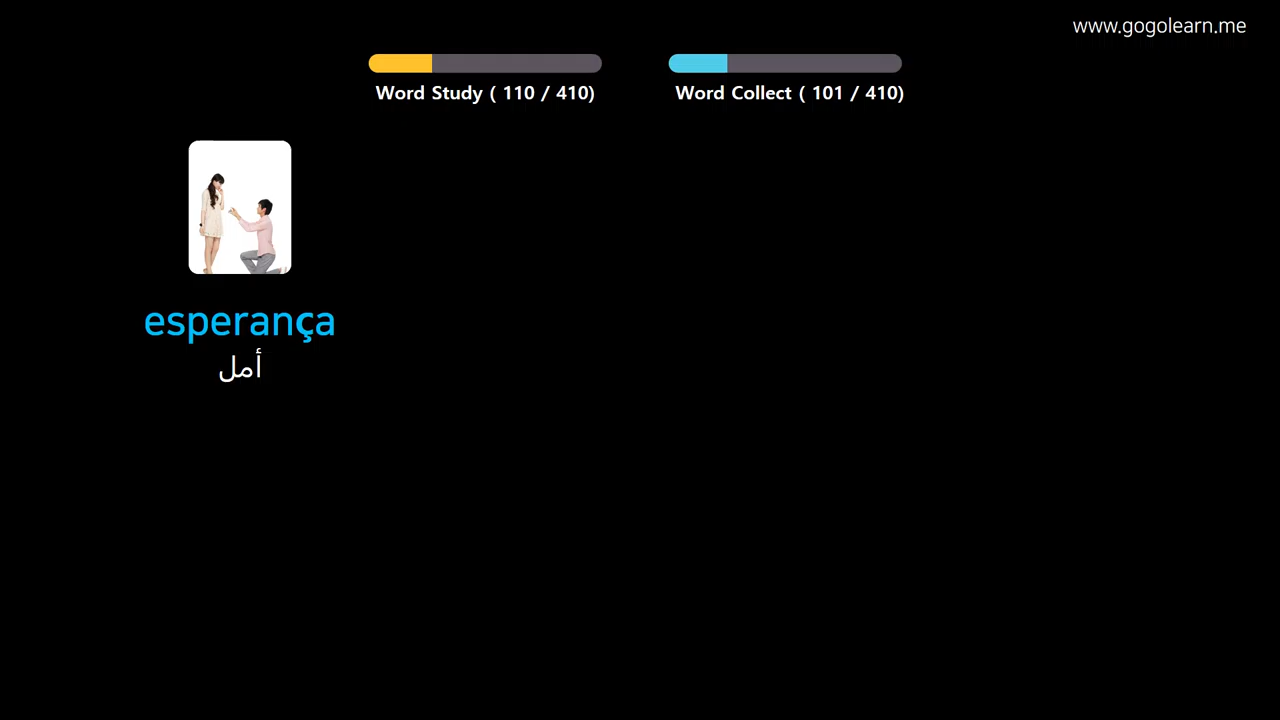 www.gogolearn.me
Word Study ( 110 / 410)
Word Collect ( 101 / 410)
esperança
أمل